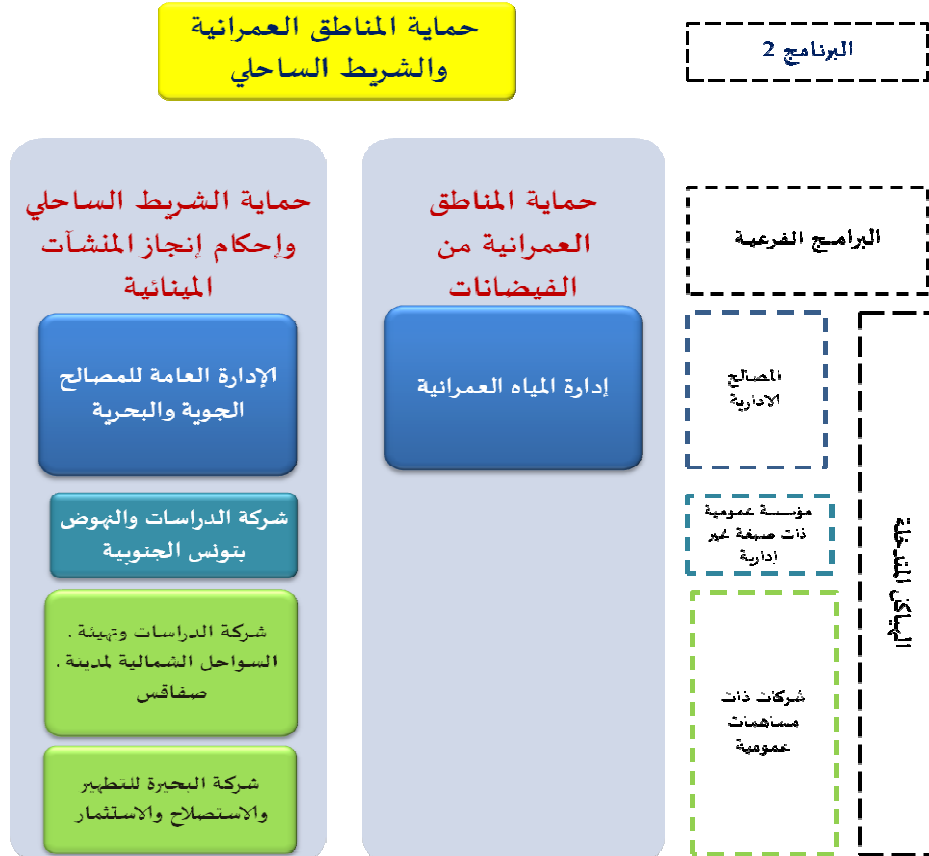 البرنامج 2
حماية المناطق العمرانية
والشريط الساحلي
البرامج الفرعية
حماية المناطق
العمرانية من
الفيضانات
حماية الشريط الساحلي
وإحكام إنجاز المنشآت
المينائية
الهياكل المتدخلة
المصالح
الادارية
إدارة المياه العمرانية
الإدارة العامة للمصالح
الجوية والبحرية
مؤسسة عمومية
ذات صبغة غير
إدارية
شركة الدراسات والنهوض
بتونس الجنوبية
شركات ذات
مساهمات
عمومية
شركة الدراسات وتهيئة .
السواحل الشمالية لمدينة .
صفاقس
شركة البحيرة للتطهير
والاستصلاح والاستثمار